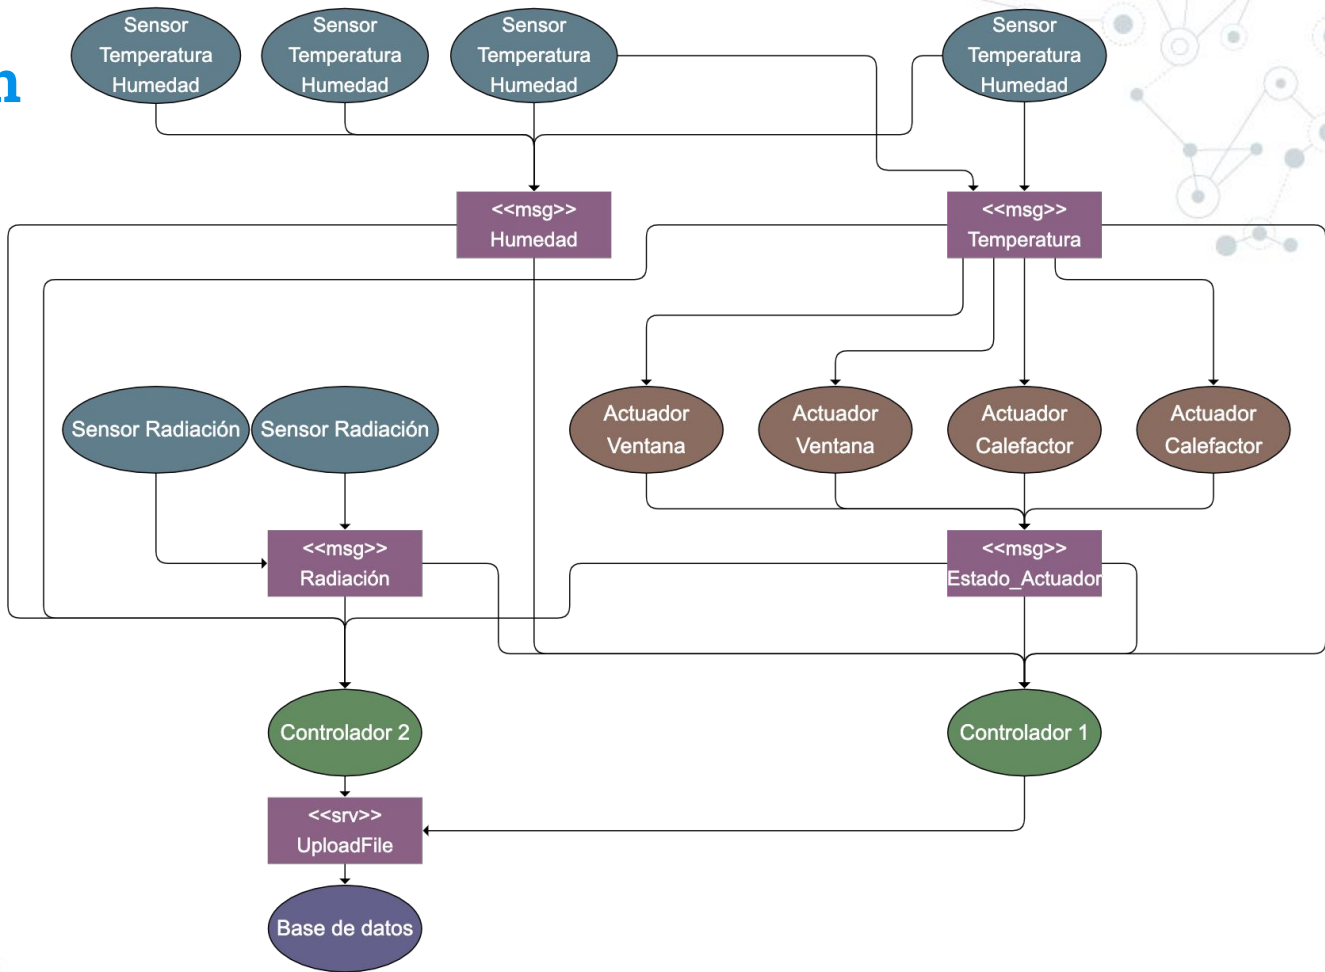 n
Sensor
Temperatura
Humedad
Sensor
Temperatura
Humedad
Sensor
Temperatura
Humedad
Sensor
Temperatura
Humedad
<<msg>>
Humedad
<<msg>>
Temperatura
Sensor Radiación
Sensor Radiación
Actuador
Ventana
Actuador
Ventana
Actuador
Calefactor
Actuador
Calefactor
<<msg>>
Radiación
<<msg>>
Estado_Actuador
Controlador 2
Controlador 1
<<srv>>
UploadFile
Base de datos